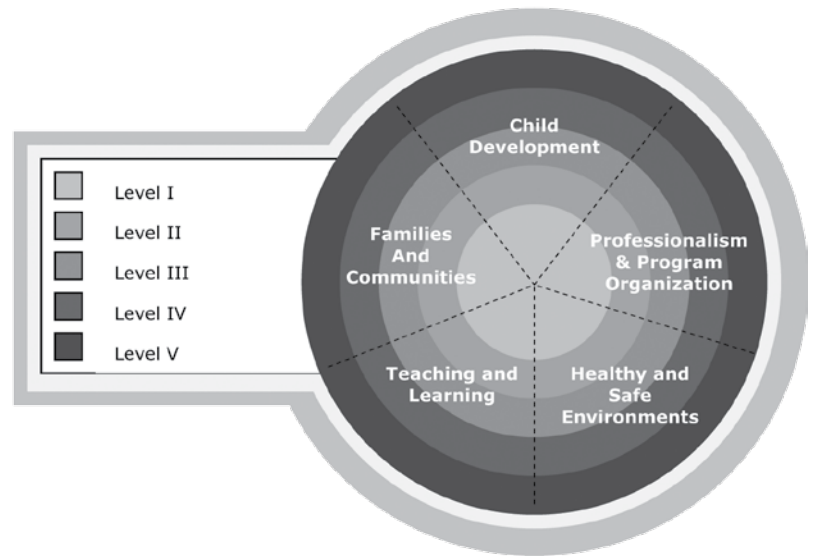 Level I
Level II
Level III
Level IV
Level V
Child
Development
Families
And
Communities
Professionalism
& Program
Organization
Teaching and
Learning
Healthy and
Safe
Environments